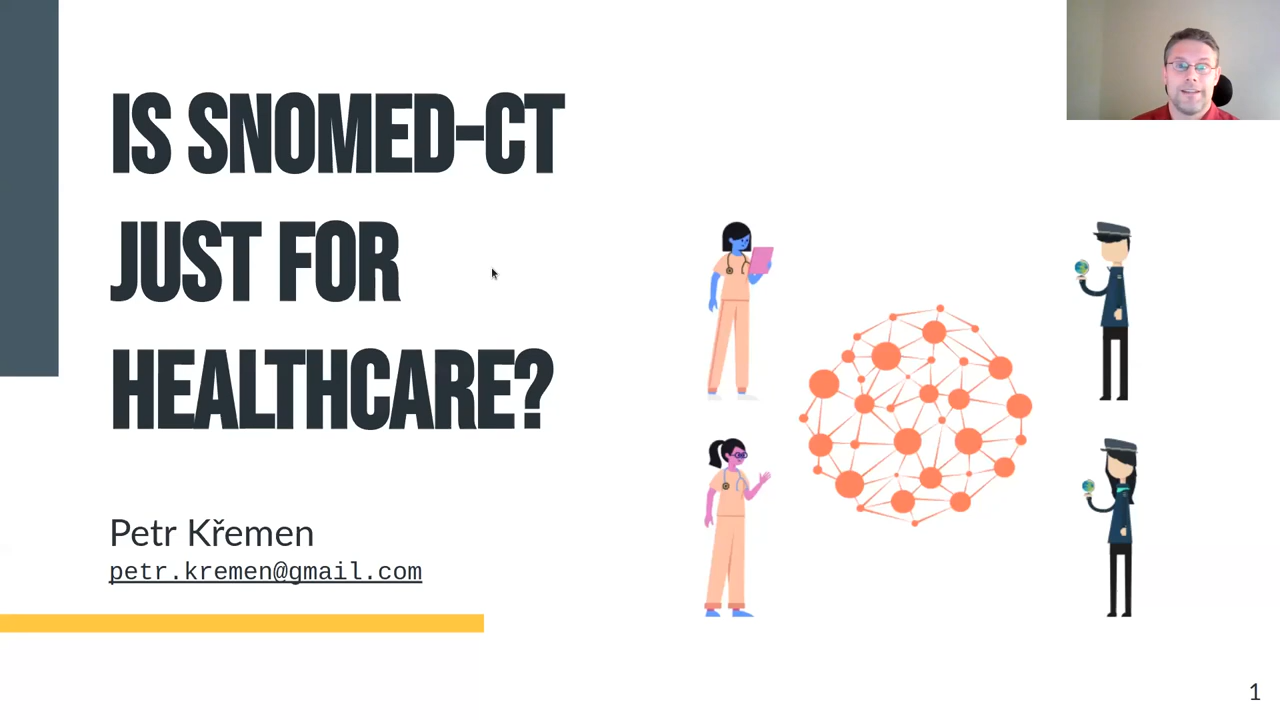 IS SNOMED-CT
JUST FOR
HEALTHCARE?
Petr Křemen
petr.kremen@gmail.com
1